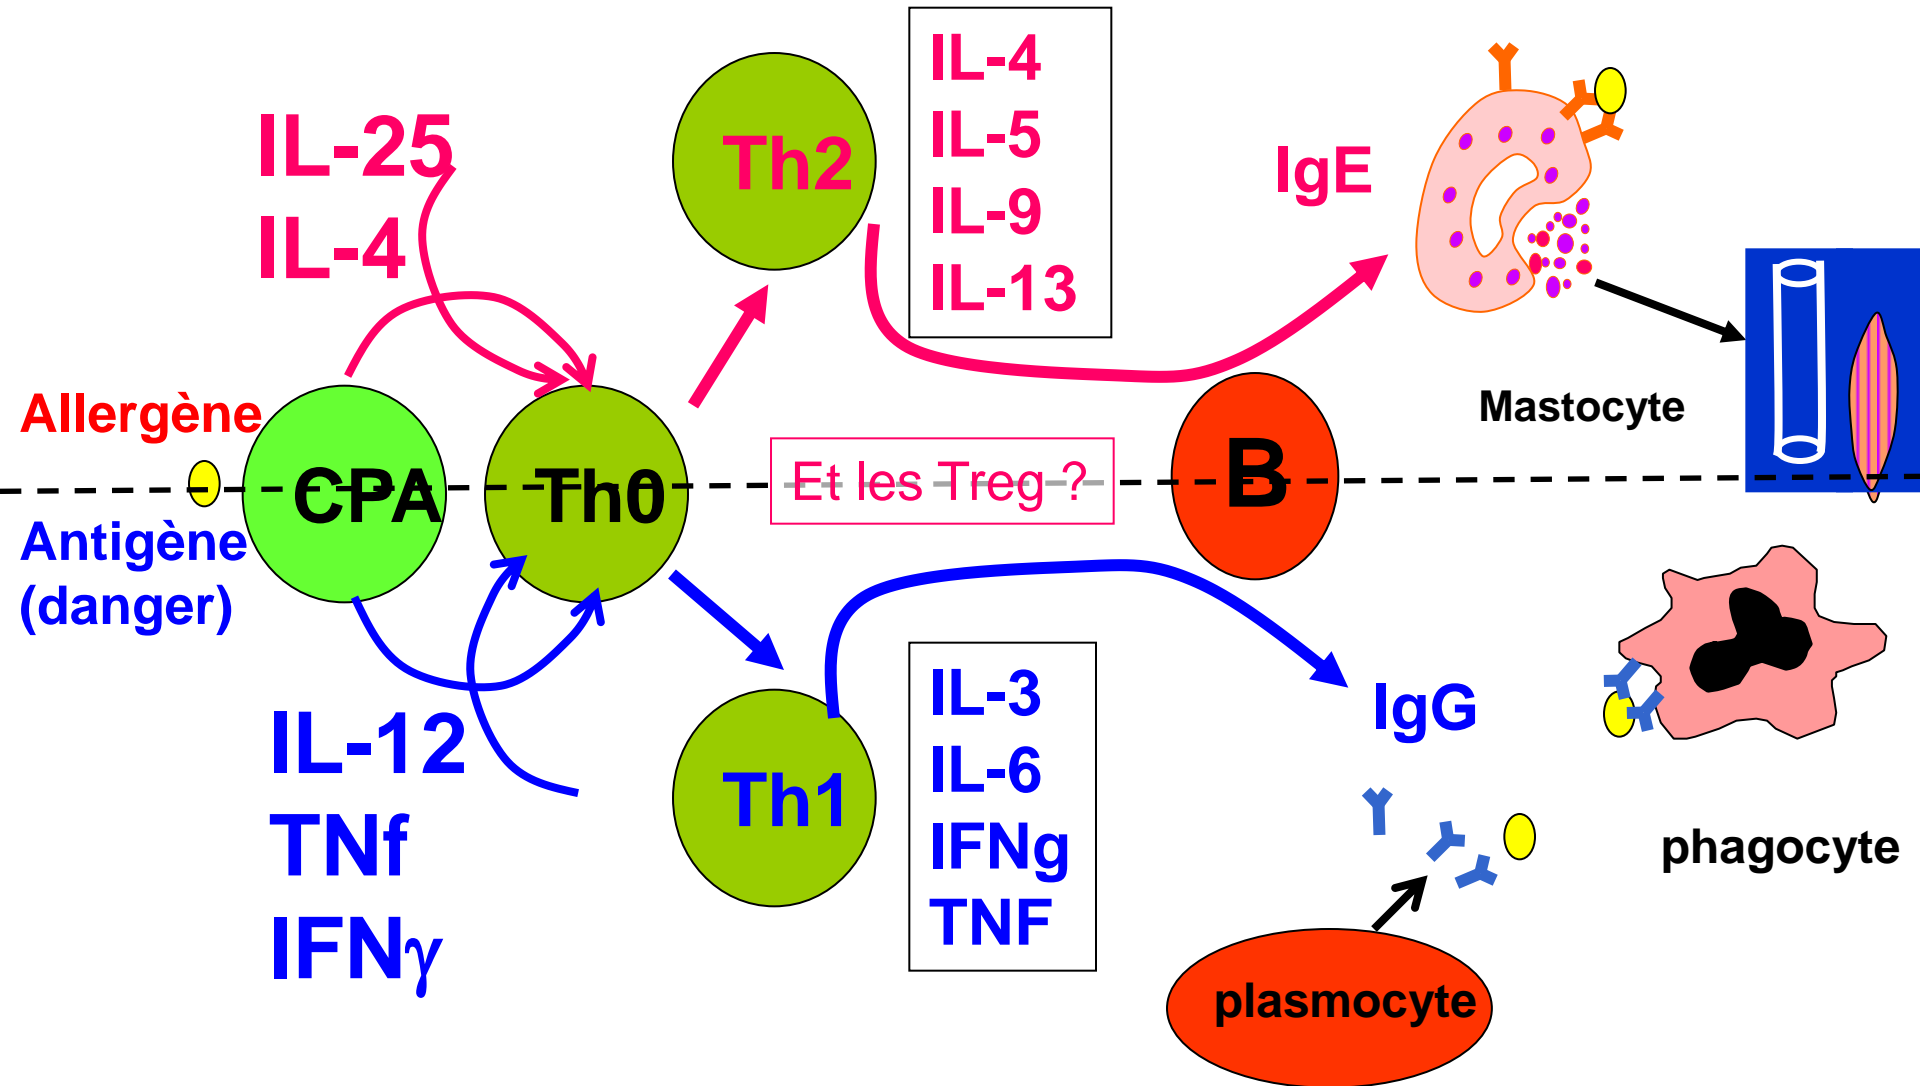 IL-25
IL-4
Th2
IL-4
IL-5
IL-9
IL-13
IgE
Mastocyte
Allergène
CPA
Th0
Et les Treg ?
B
Antigène
(danger)
IL-12
TNf
IFNγ
Th1
IL-3
IL-6
IFNg
TNF
IgG
phagocyte
plasmocyte